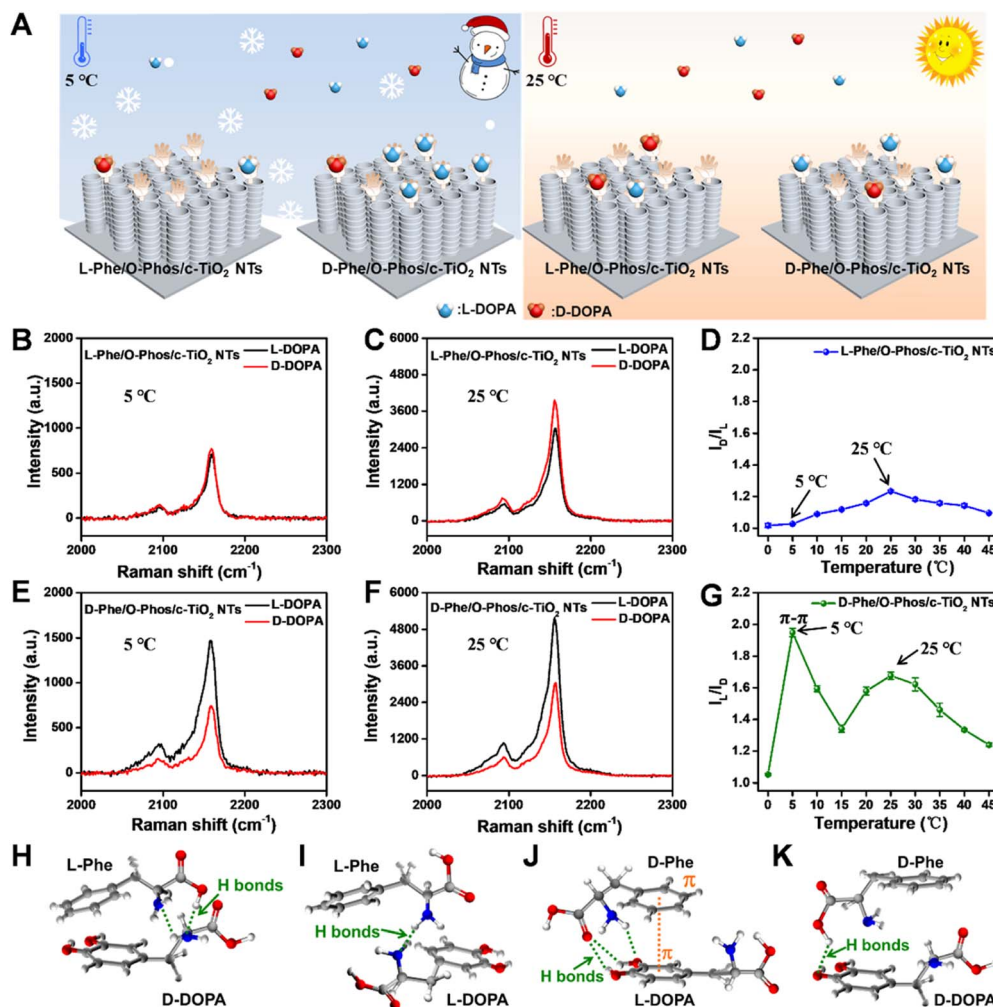 A
5 ℃
25 ℃
L-Phe/O-Phos/c-TiO₂ NTs
D-Phe/O-Phos/c-TiO₂ NTs
L-Phe/O-Phos/c-TiO₂ NTs
D-Phe/O-Phos/c-TiO₂ NTs
:L-DOPA
:D-DOPA
B
2000
1500
1000
500
0
Intensity (a.u.)
L-Phe/O-Phos/c-TiO₂ NTs
L-DOPA
D-DOPA
5 ℃
2000 2100 2200 2300
Raman shift (cm⁻¹)
C
6000
4800
3600
2400
1200
0
Intensity (a.u.)
L-Phe/O-Phos/c-TiO₂ NTs
L-DOPA
D-DOPA
25 ℃
2000 2100 2200 2300
Raman shift (cm⁻¹)
D
2.0
1.8
1.6
1.4
1.2
1.0
I_D/I_L
L-Phe/O-Phos/c-TiO₂ NTs
5 ℃
25 ℃
0 5 10 15 20 25 30 35 40 45
Temperature (℃)
E
2000
1500
1000
500
0
Intensity (a.u.)
D-Phe/O-Phos/c-TiO₂ NTs
L-DOPA
D-DOPA
5 ℃
2000 2100 2200 2300
Raman shift (cm⁻¹)
F
6000
4800
3600
2400
1200
0
Intensity (a.u.)
D-Phe/O-Phos/c-TiO₂ NTs
L-DOPA
D-DOPA
25 ℃
2000 2100 2200 2300
Raman shift (cm⁻¹)
G
2.2
2.0
1.8
1.6
1.4
1.2
1.0
I_L/I_D
D-Phe/O-Phos/c-TiO₂ NTs
π-π
5 ℃
25 ℃
0 5 10 15 20 25 30 35 40 45
Temperature (℃)
H
L-Phe
H bonds
D-DOPA
I
L-Phe
H bonds
L-DOPA
J
D-Phe
π
π
H bonds
L-DOPA
K
D-Phe
H bonds
D-DOPA